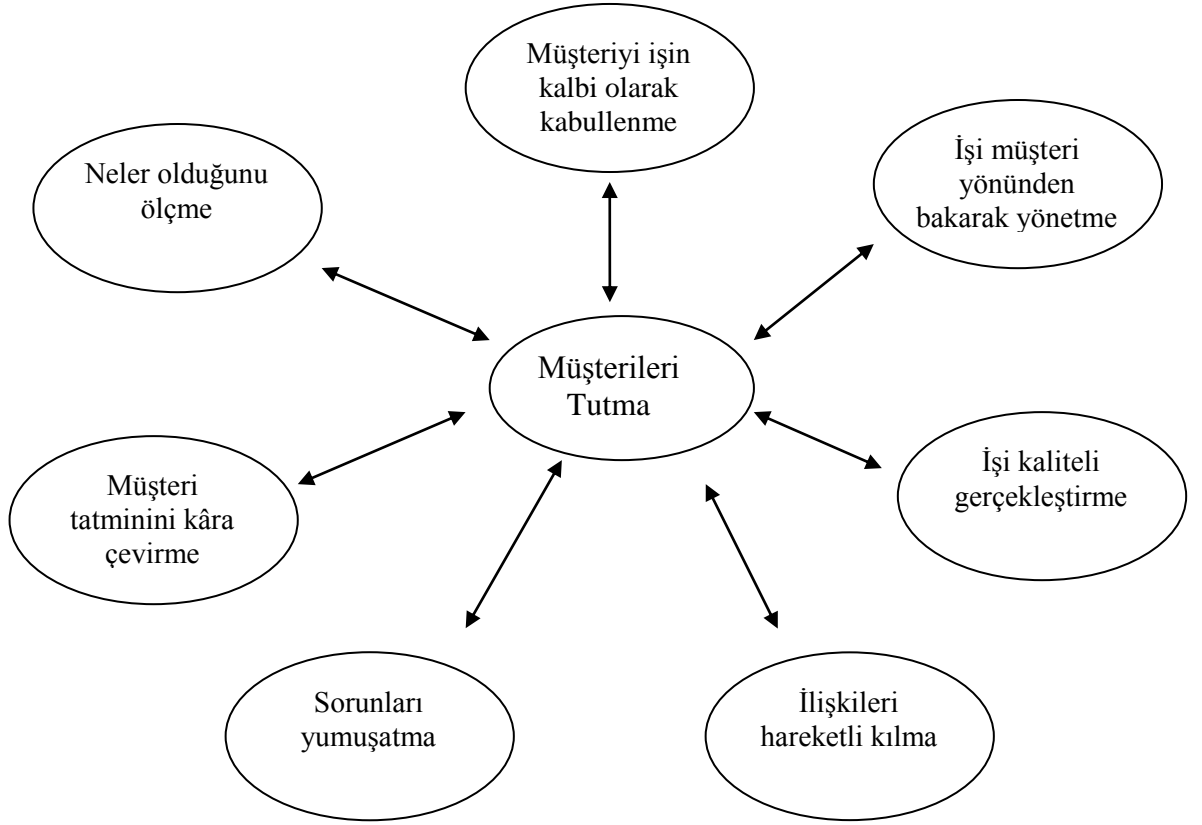 Müşteriyi işin
kalbi olarak
kabullenme
İşi müşteri
yönünden
bakarak yönetme
Neler olduğunu
ölçme
Müşterileri
Tutma
İşi kaliteli
gerçekleştirme
Müşteri
tatminini kâra
çevirme
Sorunları
yumuşatma
İlişkileri
hareketli kılma